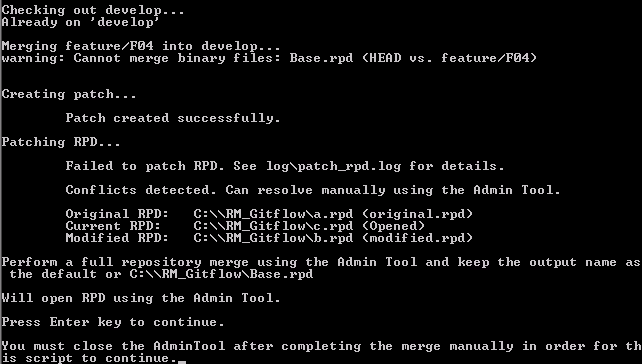 Checking out develop...
Already on 'develop'
Merging feature/F04 into develop...
warning: Cannot merge binary files: Base.rpd (HEAD vs. feature/F04)
Creating patch...
Patch created successfully.
Patching RPD...
Failed to patch RPD. See log\patch_rpd.log for details.
Conflicts detected. Can resolve manually using the Admin Tool.
Original RPD: C:\\RM_Gitflow\a.rpd (original.rpd)
Current RPD: C:\\RM_Gitflow\c.rpd (Opened)
Modified RPD: C:\\RM_Gitflow\b.rpd (modified.rpd)
Perform a full repository merge using the Admin Tool and keep the output name as
the default or C:\\RM_Gitflow\Base.rpd
Will open RPD using the Admin Tool.
Press Enter key to continue.
You must close the AdminTool after completing the merge manually in order for th
is script to continue.